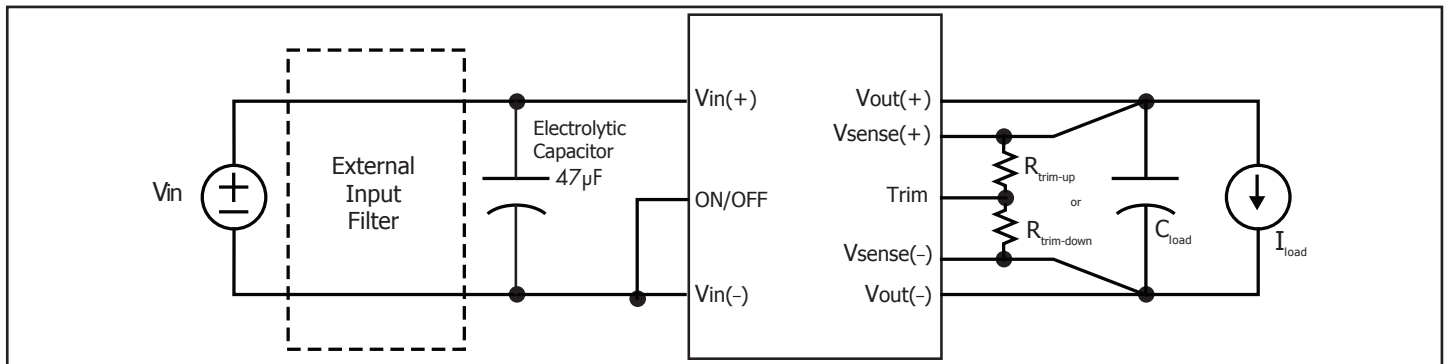 Vin
+
−
External
Input
Filter
Electrolytic
Capacitor
47µF
Vin(+)
ON/OFF
Vin(−)
Vout(+)
Vsense(+)
Trim
Vsense(−)
Vout(−)
Rtrim-up
or
Rtrim-down
Cload
Iload